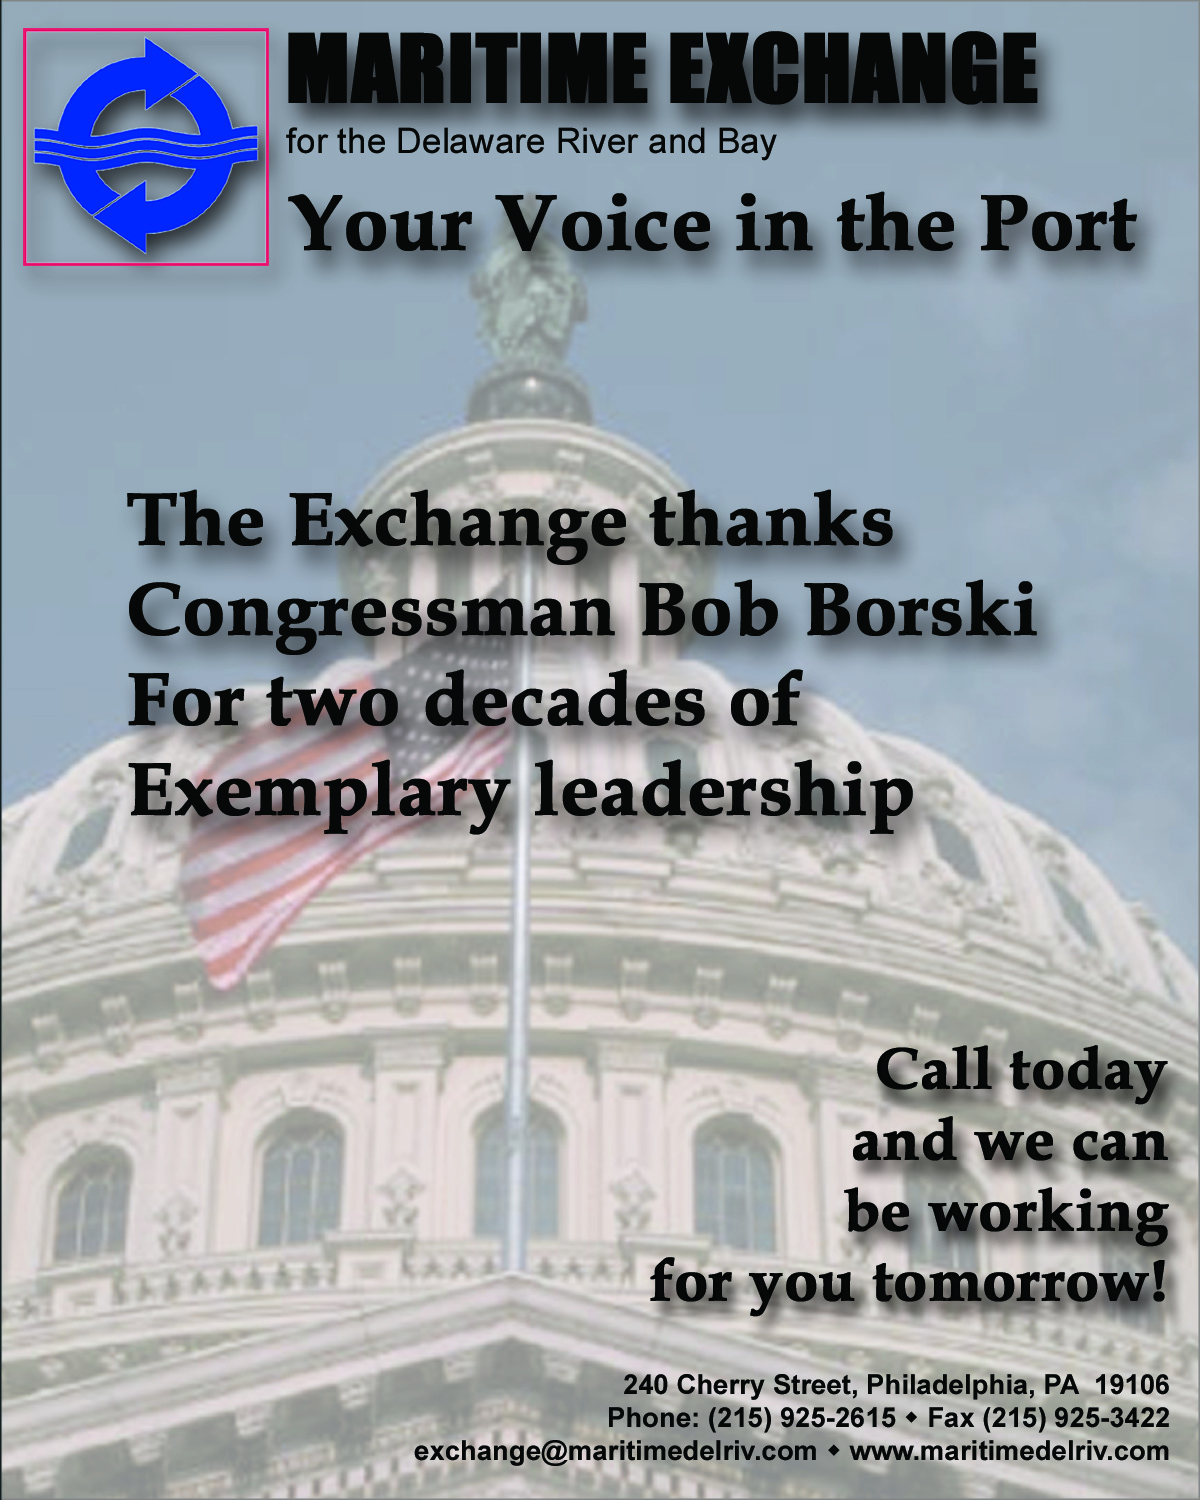 MARITIME EXCHANGE
for the Delaware River and Bay
Your Voice in the Port
The Exchange thanks
Congressman Bob Borski
For two decades of
Exemplary leadership
Call today
and we can
be working
for you tomorrow!
240 Cherry Street, Philadelphia, PA  19106
Phone: (215) 925-2615 ◆ Fax (215) 925-3422
exchange@maritimedelriv.com ◆ www.maritimedelriv.com